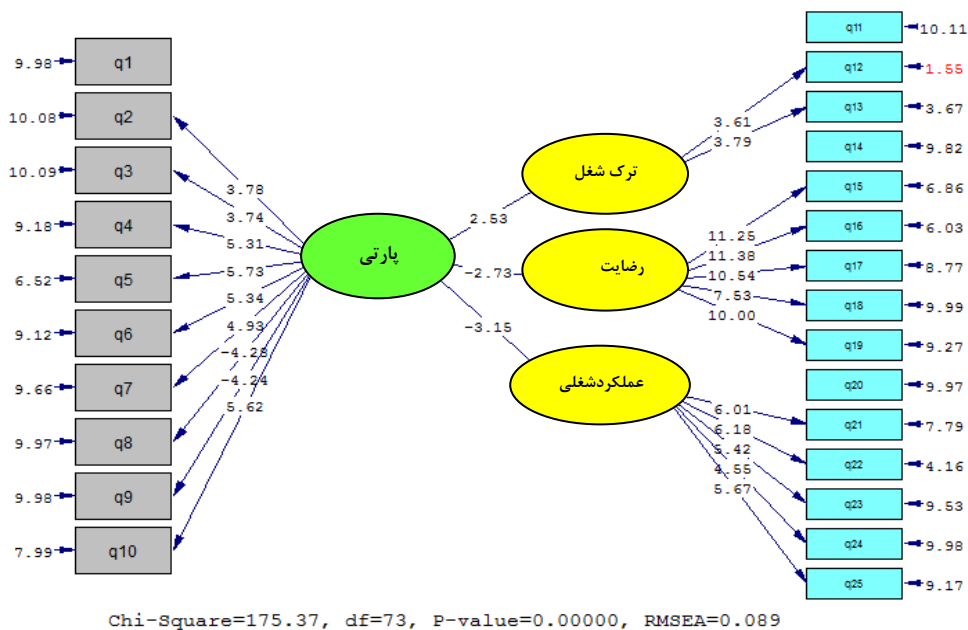 9.98 q1
10.08 q2
10.09 q3
9.18 q4
6.52 q5
9.12 q6
9.66 q7
9.97 q8
9.98 q9
7.99 q10
3.78
3.74
5.31
5.73
5.34
4.93
-4.28
-4.24
5.62
پارتی
2.53
-2.73
-3.15
ترک شغل
رضایت
عملکردشغلی
3.61
3.79
11.25
11.38
10.54
7.53
10.00
6.01
6.18
5.42
4.55
5.67
q11 10.11
q12 1.55
q13 3.67
q14 9.82
q15 6.86
q16 6.03
q17 8.77
q18 9.99
q19 9.27
q20 9.97
q21 7.79
q22 4.16
q23 9.53
q24 9.98
q25 9.17
Chi-Square=175.37, df=73, P-value=0.00000, RMSEA=0.089